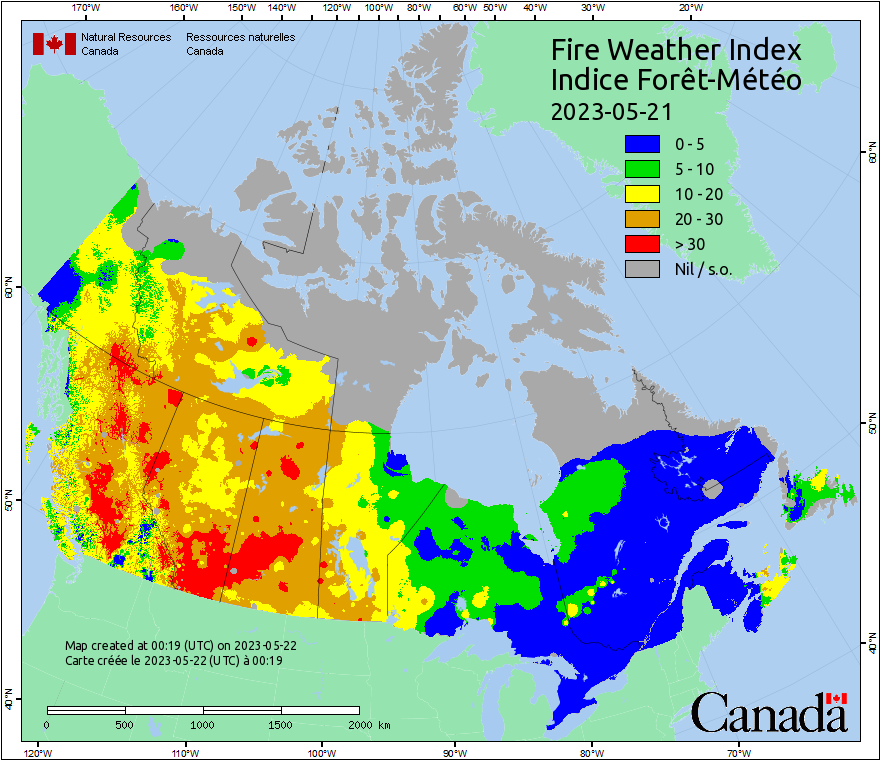 170°W 160°W 150°W 140°W 130°W 120°W 110°W 100°W 90°W 80°W 60°W 50°W 40°W 30°W 20°W
Natural Resources Ressources naturelles
Canada Canada
Fire Weather Index
Indice Forêt-Météo
2023-05-21
0 - 5
5 - 10
10 - 20
20 - 30
> 30
Nil / s.o.
60°N
60°N
50°N
50°N
40°N
40°N
Map created at 00:19 (UTC) on 2023-05-22
Carte créée le 2023-05-22 (UTC) à 00:19
0 500 1000 1500 2000 km
Canada
120°W 110°W 100°W 90°W 80°W 70°W